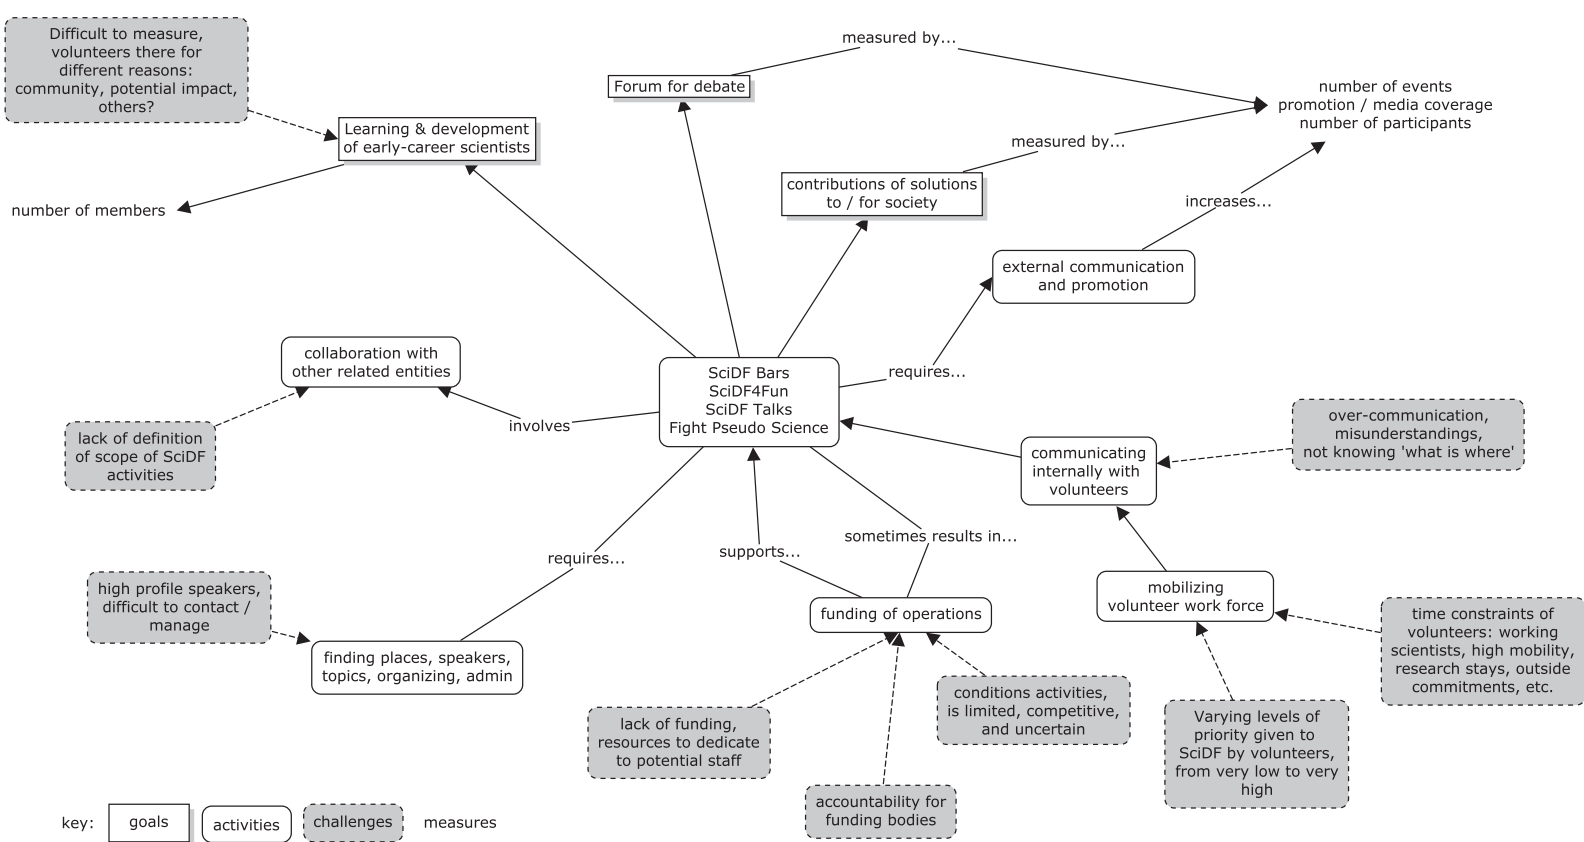 Difficult to measure,
volunteers there for
different reasons:
community, potential impact,
others?
measured by...
Forum for debate
number of events
promotion / media coverage
number of participants
Learning & development
of early-career scientists
measured by...
number of members
contributions of solutions
to / for society
increases...
external communication
and promotion
collaboration with
other related entities
SciDF Bars
SciDF4Fun
SciDF Talks
Fight Pseudo Science
requires...
involves
lack of definition
of scope of SciDF
activities
communicating
internally with
volunteers
over-communication,
misunderstandings,
not knowing 'what is where'
requires...
supports...
sometimes results in...
high profile speakers,
difficult to contact /
manage
finding places, speakers,
topics, organizing, admin
funding of operations
mobilizing
volunteer work force
time constraints of
volunteers: working
scientists, high mobility,
research stays, outside
commitments, etc.
lack of funding,
resources to dedicate
to potential staff
conditions activities,
is limited, competitive,
and uncertain
Varying levels of
priority given to
SciDF by volunteers,
from very low to very
high
accountability for
funding bodies
key: goals activities challenges measures